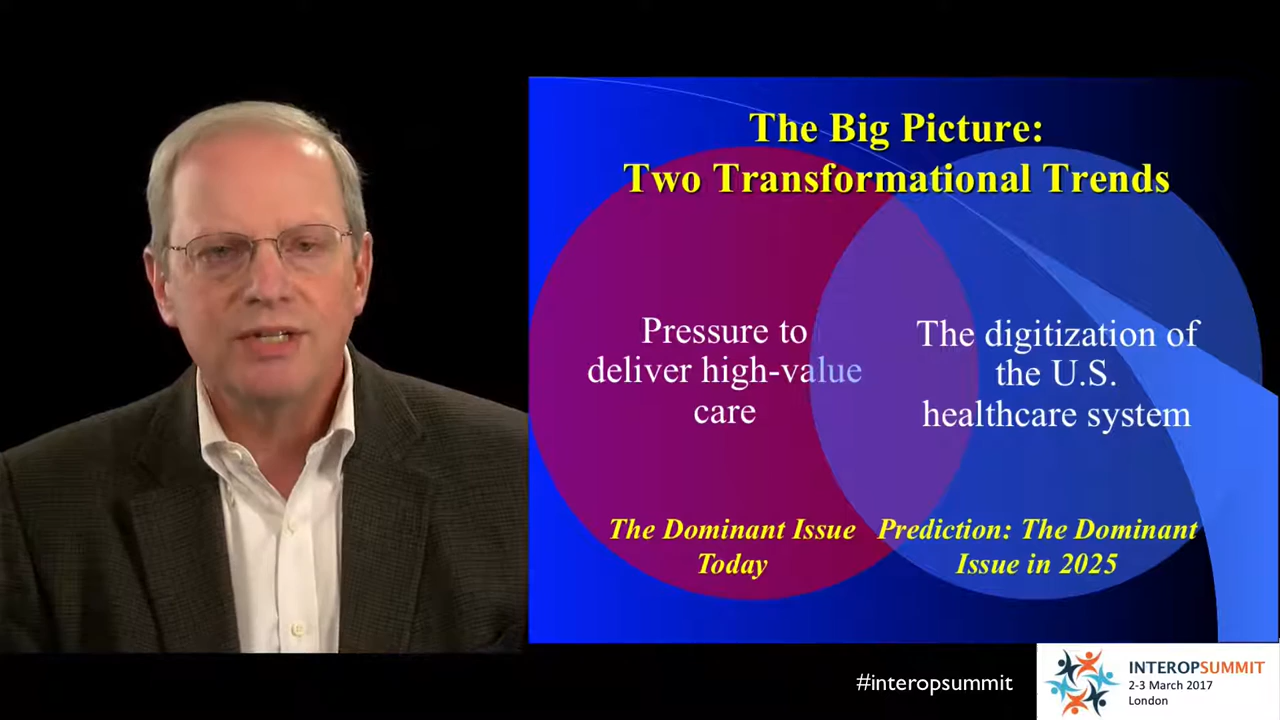 The Big Picture:
Two Transformational Trends
Pressure to
deliver high-value
care
The digitization of
the U.S.
healthcare system
The Dominant Issue
Today
Prediction: The Dominant
Issue in 2025
#interopsummit
INTEROPSUMMIT
2-3 March 2017
London